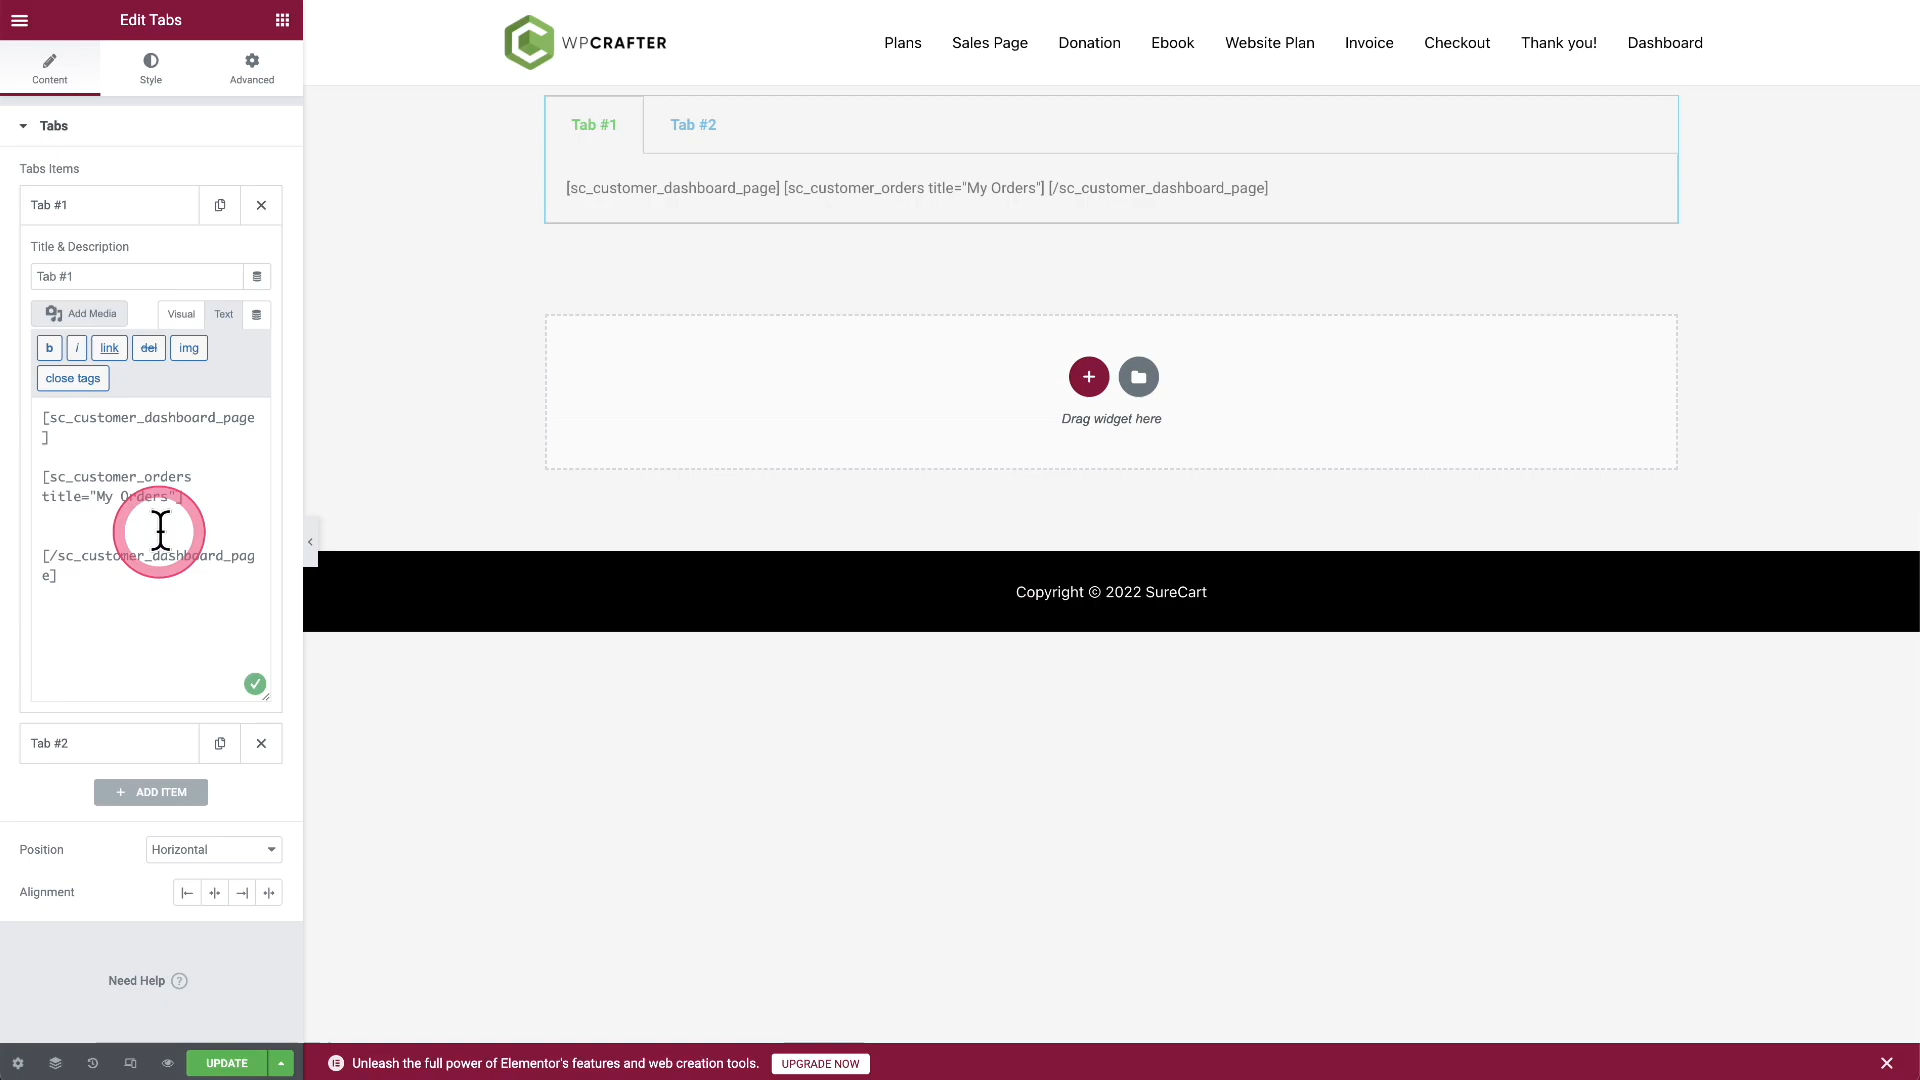 Edit Tabs
Content
Style
Advanced
Tabs
Tabs Items
Tab #1
Title & Description
Tab #1
Add Media
Visual
Text
b
i
link
del
img
close tags
[sc_customer_dashboard_page
]
[sc_customer_orders
title="My Orders"]
[/sc_customer_dashboard_pag
e]
Tab #2
+ ADD ITEM
Position
Horizontal
Alignment
Need Help ?
UPDATE
WPCRAFTER
Plans
Sales Page
Donation
Ebook
Website Plan
Invoice
Checkout
Thank you!
Dashboard
Tab #1
Tab #2
[sc_customer_dashboard_page] [sc_customer_orders title="My Orders"] [/sc_customer_dashboard_page]
Drag widget here
Copyright © 2022 SureCart
Unleash the full power of Elementor's features and web creation tools.
UPGRADE NOW